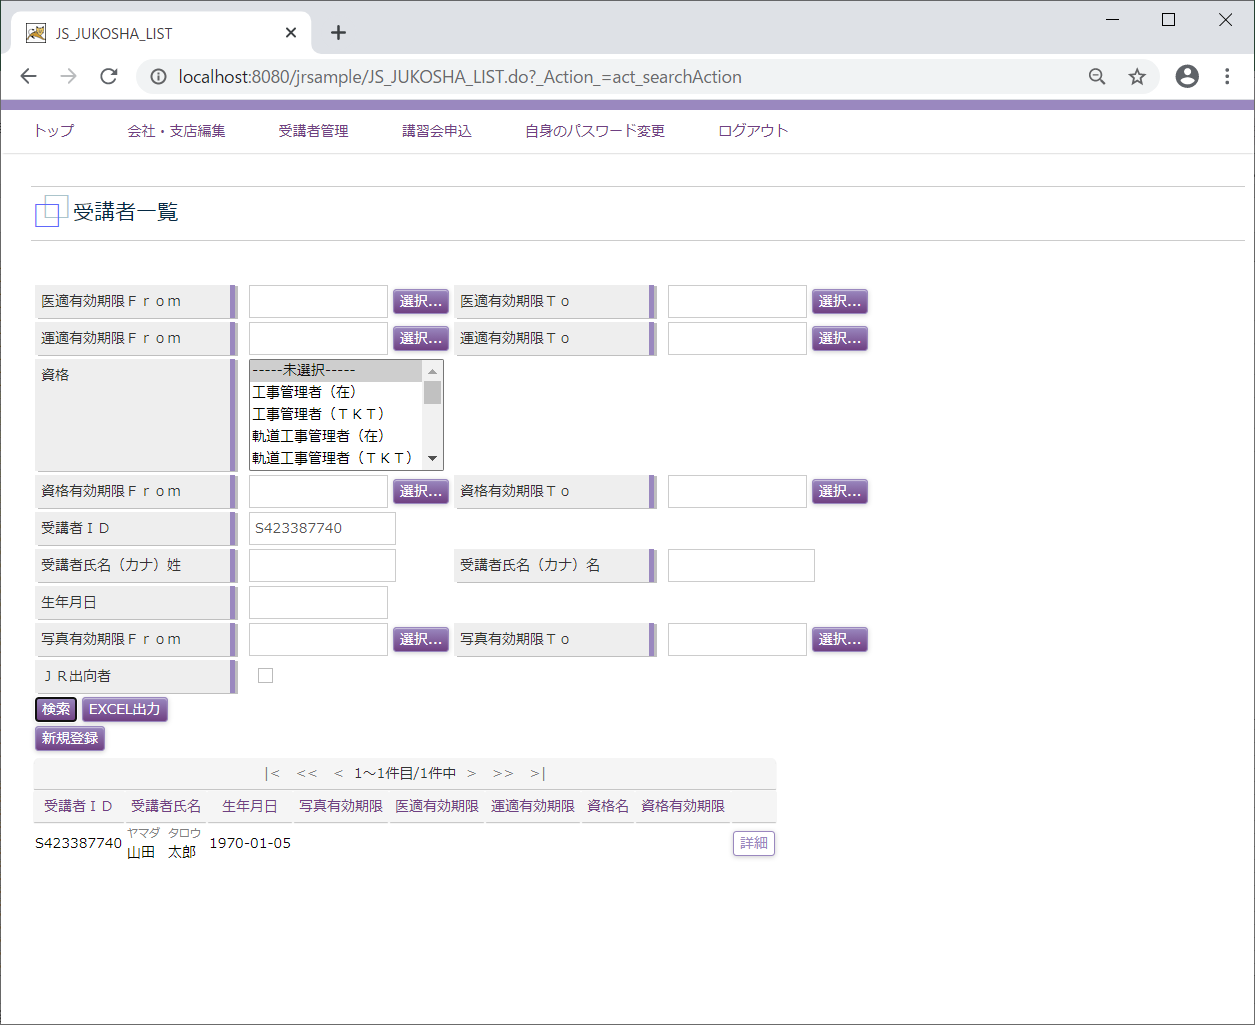 JS_JUKOSHA_LIST
localhost:8080/jrsample/JS_JUKOSHA_LIST.do?_Action_=act_searchAction
トップ 会社・支店編集 受講者管理 講習会申込 自身のパスワード変更 ログアウト
受講者一覧
医適有効期限Ｆｒｏｍ 選択... 医適有効期限Ｔｏ 選択...
運適有効期限Ｆｒｏｍ 選択... 運適有効期限Ｔｏ 選択...
資格 -----未選択-----
工事管理者（在）
工事管理者（ＴＫＴ）
軌道工事管理者（在）
軌道工事管理者（ＴＫＴ）
資格有効期限Ｆｒｏｍ 選択... 資格有効期限Ｔｏ 選択...
受講者ＩＤ S423387740
受講者氏名（カナ）姓 受講者氏名（カナ）名
生年月日
写真有効期限Ｆｒｏｍ 選択... 写真有効期限Ｔｏ 選択...
ＪＲ出向者
検索 EXCEL出力
新規登録
|< << < 1～1件目/1件中 > >> >|
受講者ＩＤ 受講者氏名 生年月日 写真有効期限 医適有効期限 運適有効期限 資格名 資格有効期限
ヤマダ タロウ
S423387740 山田 太郎 1970-01-05 詳細